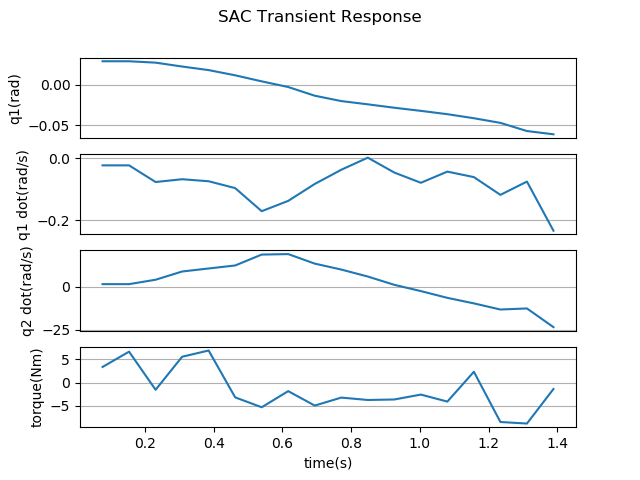 SAC Transient Response
q1(rad)
0.00
−0.05
q1 dot(rad/s)
0.0
−0.2
q2 dot(rad/s)
0
−25
torque(Nm)
5
0
−5
0.2 0.4 0.6 0.8 1.0 1.2 1.4
time(s)